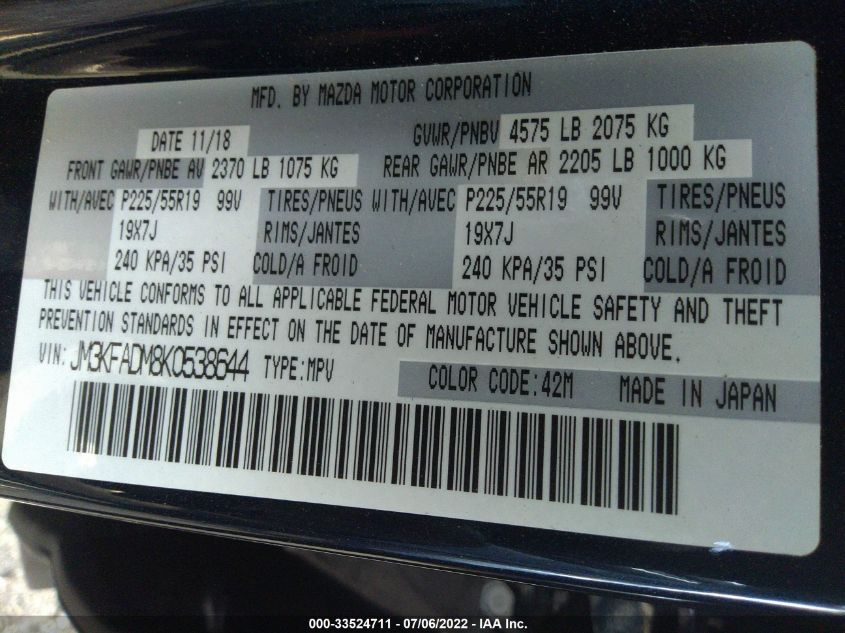 MFD. BY MAZDA MOTOR CORPORATION
DATE 11/18 GVWR/PNBV 4575 LB 2075 KG
FRONT GAWR/PNBE AV 2370 LB 1075 KG REAR GAWR/PNBE AR 2205 LB 1000 KG
WITH/AVEC P225/55R19 99V TIRES/PNEUS WITH/AVEC P225/55R19 99V TIRES/PNEUS
19X7J RIMS/JANTES 19X7J RIMS/JANTES
240 KPA/35 PSI COLD/A FROID 240 KPA/35 PSI COLD/A FROID
THIS VEHICLE CONFORMS TO ALL APPLICABLE FEDERAL MOTOR VEHICLE SAFETY AND THEFT
PREVENTION STANDARDS IN EFFECT ON THE DATE OF MANUFACTURE SHOWN ABOVE.
VIN: JM3KFADM8K0538644 TYPE:MPV COLOR CODE:42M MADE IN JAPAN
000-33524711 - 07/06/2022 - IAA Inc.